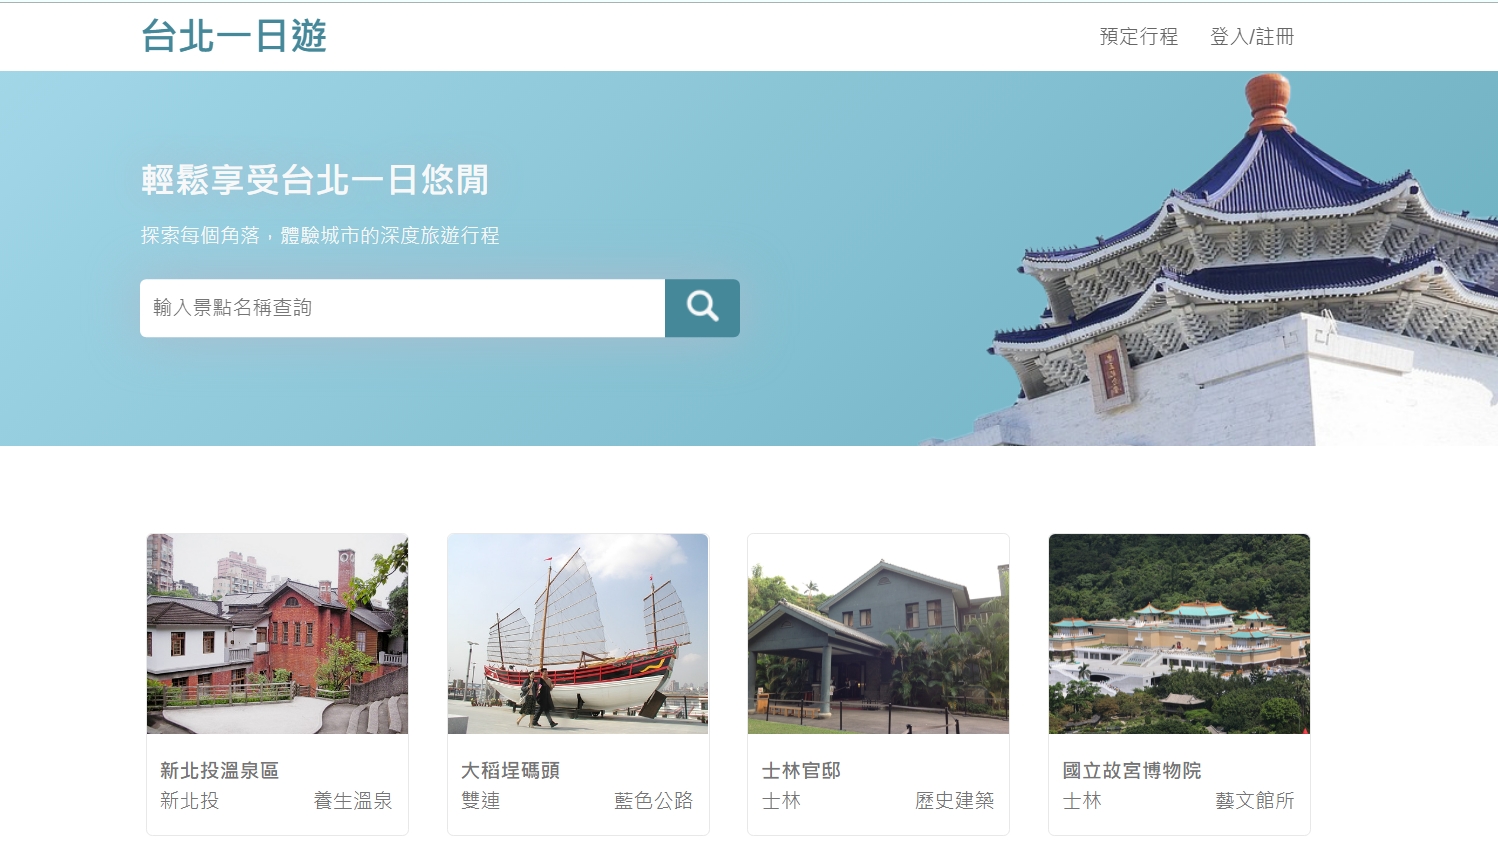 台北一日遊
預定行程 登入/註冊
輕鬆享受台北一日悠閒
探索每個角落，體驗城市的深度旅遊行程
輸入景點名稱查詢
新北投溫泉區
新北投 養生溫泉
大稻埕碼頭
雙連 藍色公路
士林官邸
士林 歷史建築
國立故宮博物院
士林 藝文館所